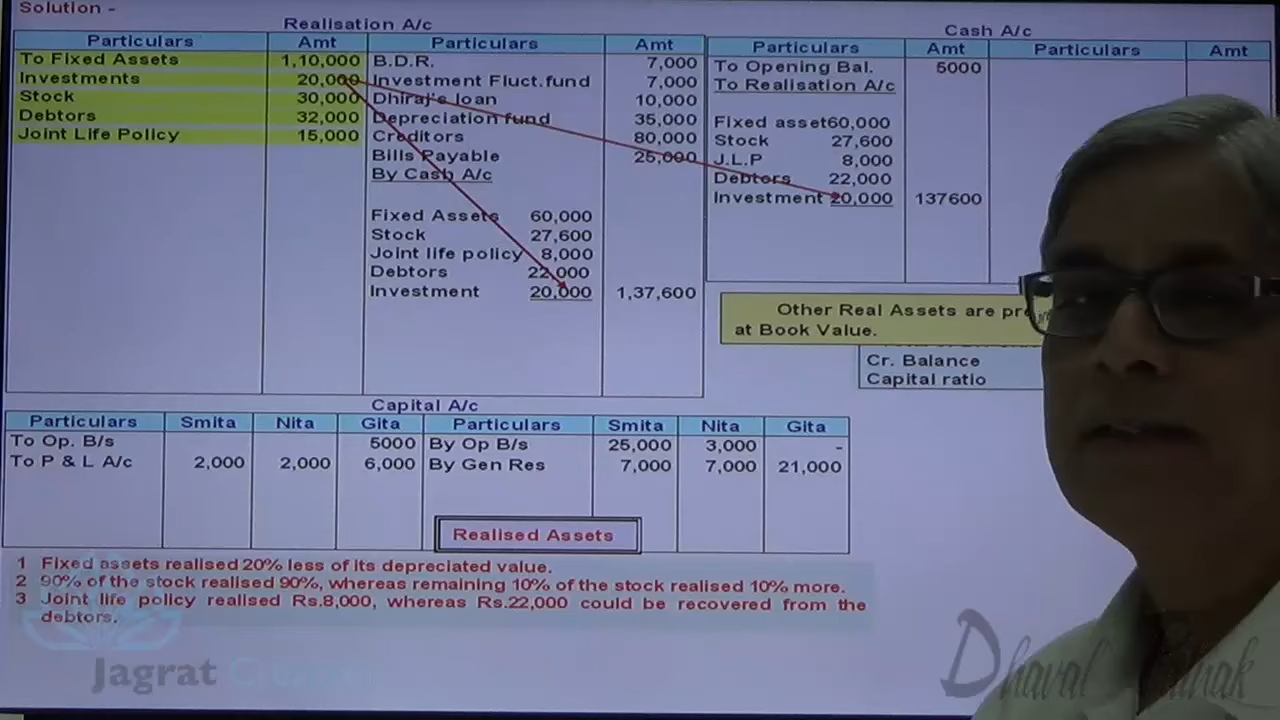 Solution -
Realisation A/c
Particulars Amt Particulars Amt
To Fixed Assets 1,10,000 B.D.R. 7,000
Investments 20,000 Investment Fluct.fund 7,000
Stock 30,000 Dhiraj's loan 10,000
Debtors 32,000 Depreciation fund 35,000
Joint Life Policy 15,000 Creditors 80,000
Bills Payable 25,000
By Cash A/c
Fixed Assets 60,000
Stock 27,600
Joint life policy 8,000
Debtors 22,000
Investment 20,000 1,37,600
Cash A/c
Particulars Amt Particulars Amt
To Opening Bal. 5000
To Realisation A/c
Fixed asset60,000
Stock 27,600
J.L.P 8,000
Debtors 22,000
Investment 20,000 137600
Other Real Assets are
at Book Value.
Cr. Balance
Capital ratio
Capital A/c
Particulars Smita Nita Gita Particulars Smita Nita Gita
To Op. B/s 5000 By Op B/s 25,000 3,000 -
To P & L A/c 2,000 2,000 6,000 By Gen Res 7,000 7,000 21,000
Realised Assets
1 Fixed assets realised 20% less of its depreciated value.
2 90% of the stock realised 90%, whereas remaining 10% of the stock realised 10% more.
3 Joint life policy realised Rs.8,000, whereas Rs.22,000 could be recovered from the
debtors.
Jagrat
Dhaval